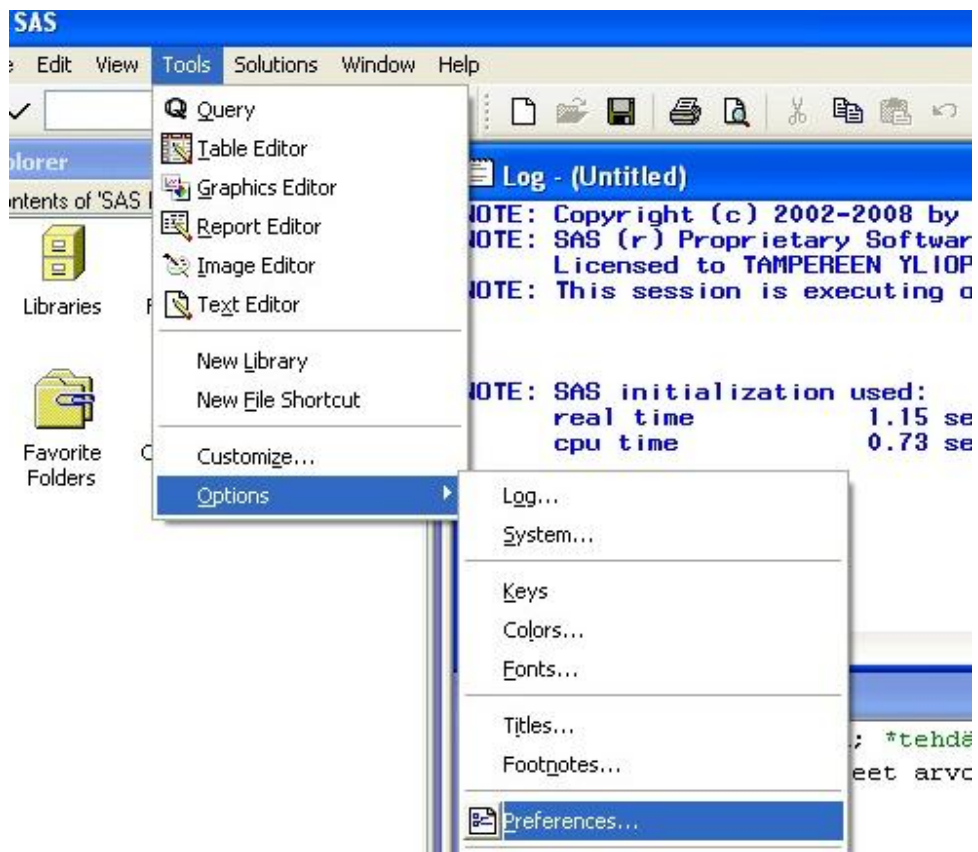 SAS
Edit View Tools Solutions Window Help
Query
Table Editor
Graphics Editor
Report Editor
Image Editor
Text Editor
New Library
New File Shortcut
Customize...
Options
Log...
System...
Keys
Colors...
Fonts...
Titles...
Footnotes...
Preferences...
plorer
ontents of 'SAS
Libraries
Favorite
Folders
Log - (Untitled)
NOTE: Copyright (c) 2002-2008 by
NOTE: SAS (r) Proprietary Softwar
Licensed to TAMPEREEN YLIOP
NOTE: This session is executing o
NOTE: SAS initialization used:
real time 1.15 se
cpu time 0.73 se
; *tehdä
eet arvo